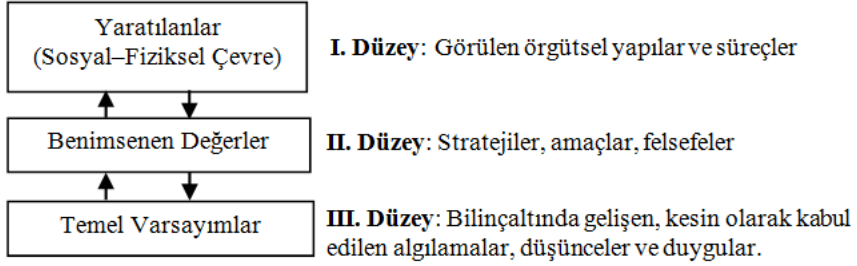 Yaratılanlar
(Sosyal–Fiziksel Çevre)
I. Düzey: Görülen örgütsel yapılar ve süreçler
Benimsenen Değerler
II. Düzey: Stratejiler, amaçlar, felsefeler
Temel Varsayımlar
III. Düzey: Bilinçaltında gelişen, kesin olarak kabul
edilen algılamalar, düşünceler ve duygular.